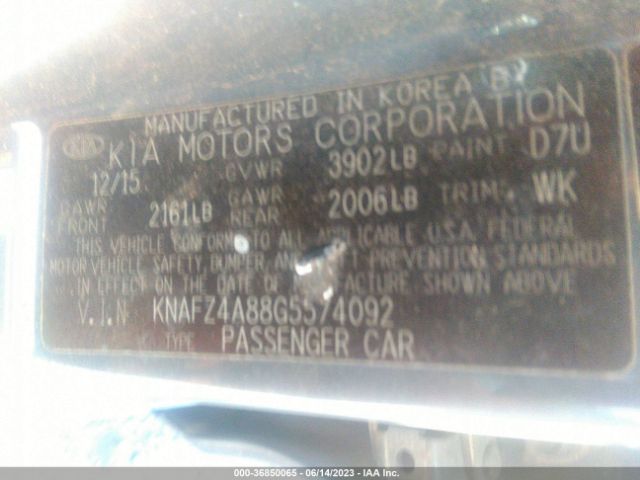 MANUFACTURED IN KOREA BY
KIA KIA MOTORS CORPORATION
12/15 GVWR 3902LB PAINT D7U
GAWR FRONT 2161LB GAWR REAR 2006LB TRIM WK
THIS VEHICLE CONFORMS TO ALL APPLICABLE U.S.A. FEDERAL
MOTOR VEHICLE SAFETY, BUMPER, AND THEFT PREVENTION STANDARDS
IN EFFECT ON THE DATE OF MANUFACTURE SHOWN ABOVE.
V.I.N KNAFZ4A88G5574092
TYPE PASSENGER CAR
000-36850065 - 06/14/2023 - IAA Inc.